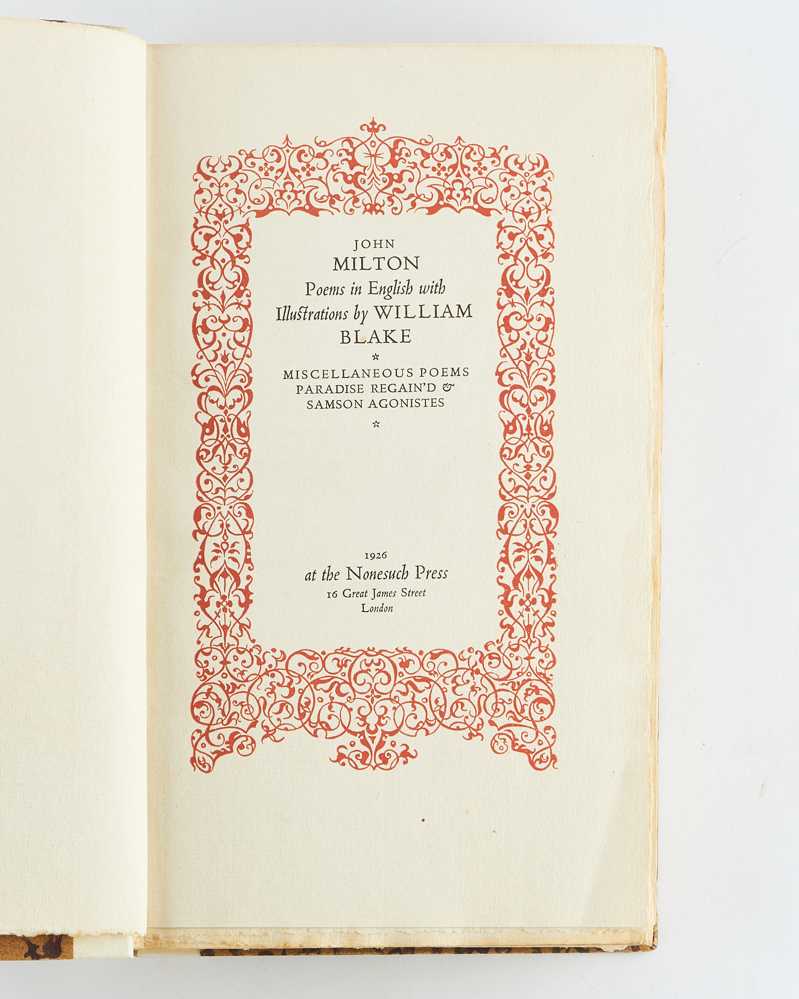 JOHN
MILTON
Poems in English with
Illustrations by WILLIAM
BLAKE
MISCELLANEOUS POEMS
PARADISE REGAIN'D &
SAMSON AGONISTES
1926
at the Nonesuch Press
16 Great James Street
London